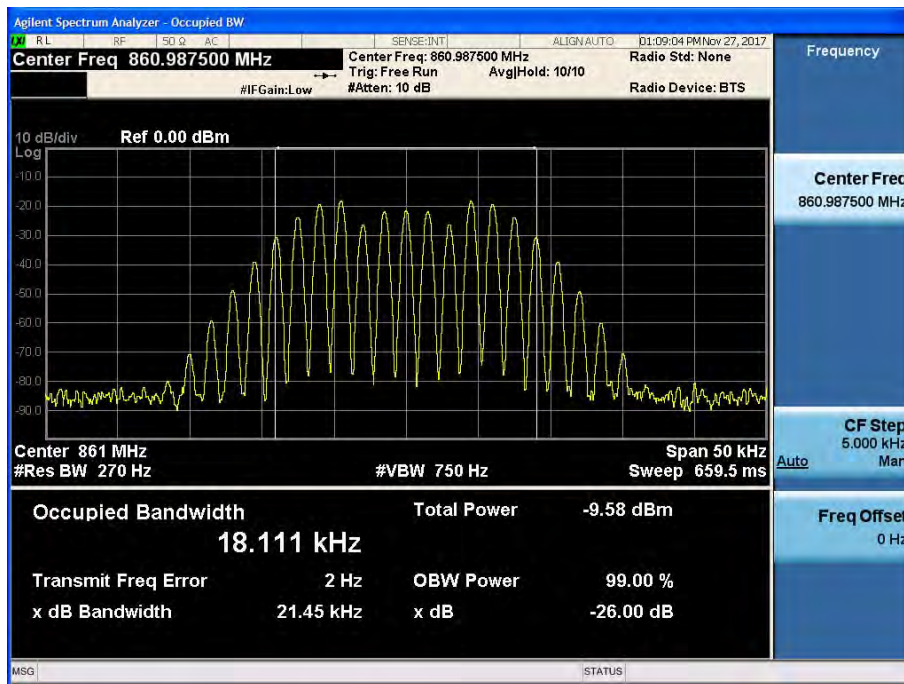 Agilent Spectrum Analyzer - Occupied BW
LXI RL RF 50 Ω AC SENSE:INT ALIGN AUTO 01:09:04 PM Nov 27, 2017
Center Freq 860.987500 MHz
Center Freq: 860.987500 MHz
Radio Std: None
Trig: Free Run Avg|Hold: 10/10
#IFGain:Low #Atten: 10 dB
Radio Device: BTS
10 dB/div Ref 0.00 dBm
Log
-10.0
-20.0
-30.0
-40.0
-50.0
-60.0
-70.0
-80.0
-90.0
Center 861 MHz Span 50 kHz
#Res BW 270 Hz #VBW 750 Hz Sweep 659.5 ms
Occupied Bandwidth Total Power -9.58 dBm
18.111 kHz
Transmit Freq Error 2 Hz OBW Power 99.00 %
x dB Bandwidth 21.45 kHz x dB -26.00 dB
MSG STATUS
Frequency
Center Freq
860.987500 MHz
CF Step
5.000 kHz
Auto Man
Freq Offset
0 Hz